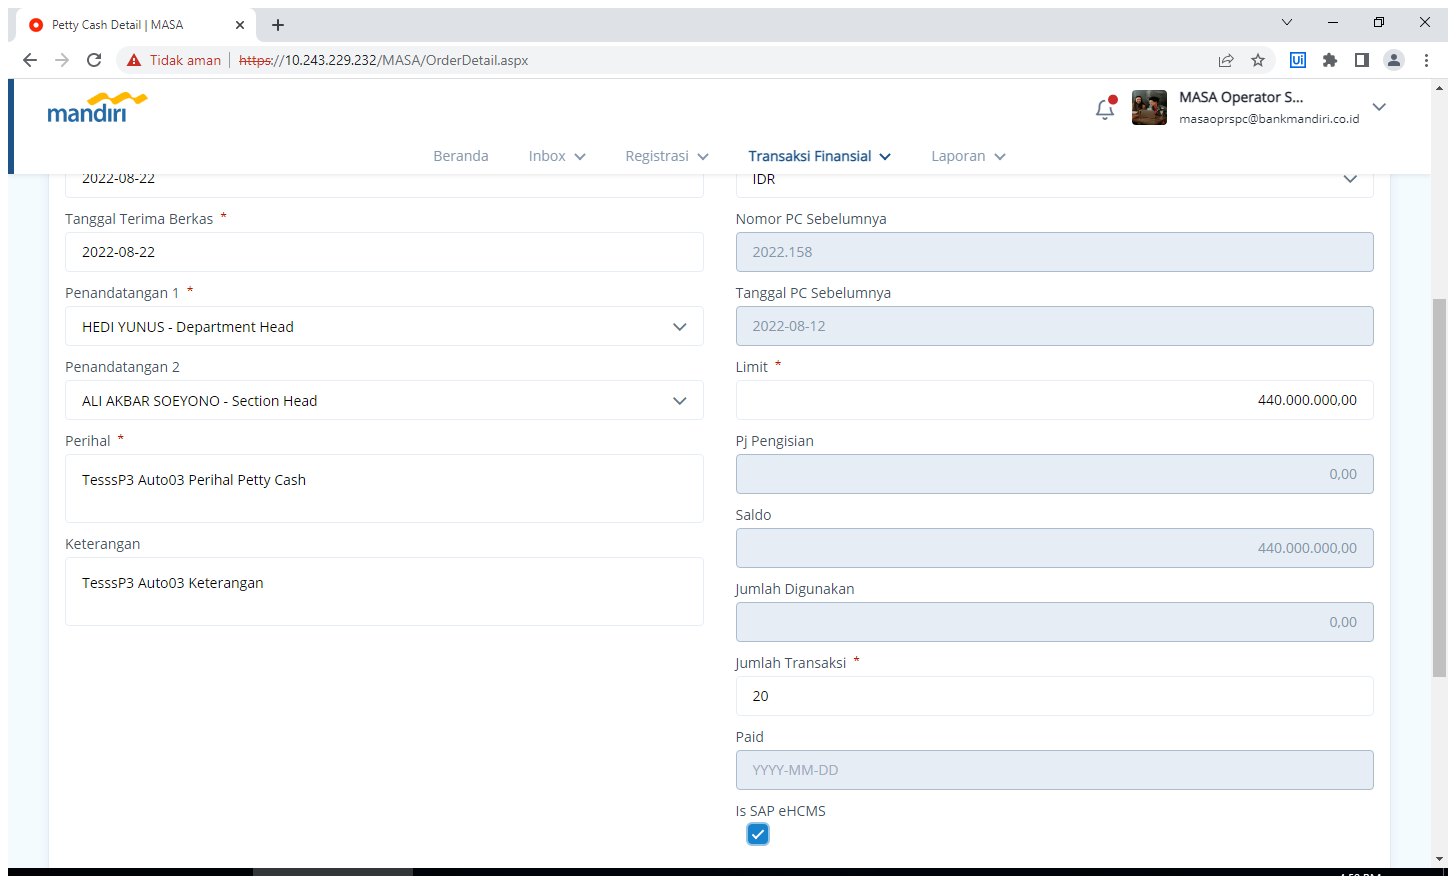 Petty Cash Detail | MASA
Tidak aman
https://10.243.229.232/MASA/OrderDetail.aspx
Ui
mandiri
MASA Operator S...
masaoprspc@bankmandiri.co.id
Beranda
Inbox
Registrasi
Transaksi Finansial
Laporan
2022-08-22
IDR
Tanggal Terima Berkas *
2022-08-22
Nomor PC Sebelumnya
2022.158
Penandatangan 1 *
HEDI YUNUS - Department Head
Tanggal PC Sebelumnya
2022-08-12
Penandatangan 2
ALI AKBAR SOEYONO - Section Head
Limit *
440.000.000,00
Perihal *
TesssP3 Auto03 Perihal Petty Cash
Pj Pengisian
0,00
Keterangan
TesssP3 Auto03 Keterangan
Saldo
440.000.000,00
Jumlah Digunakan
0,00
Jumlah Transaksi *
20
Paid
YYYY-MM-DD
Is SAP eHCMS